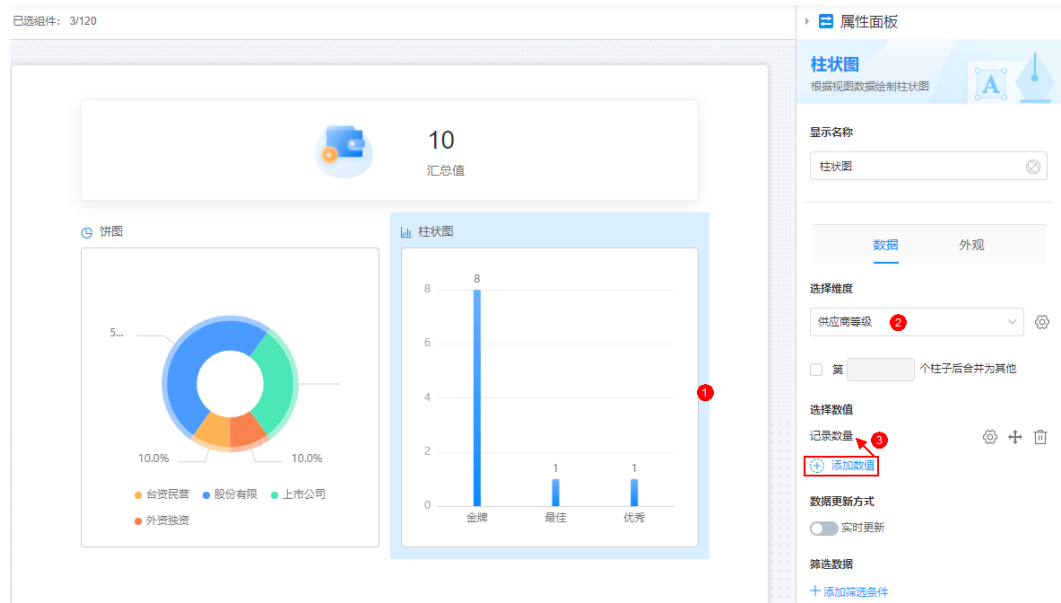 已选组件: 3/120
属性面板
柱状图
根据视图数据绘制柱状图
A
显示名称
柱状图
10
汇总值
饼图
5...
10.0%
10.0%
台资民营 股份有限 上市公司
外资独资
柱状图
8
6
4
2
0
8
1
1
金牌 最佳 优秀
1
数据 外观
选择维度
供应商等级 2
第 个柱子后合并为其他
选择数值
记录数量
3
添加数值
数据更新方式
实时更新
筛选数据
添加筛选条件